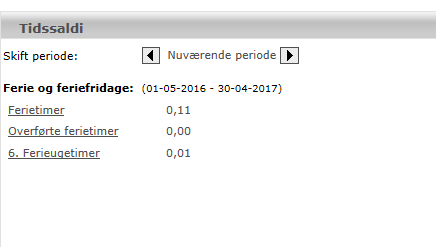 Tidssaldi
Skift periode: Nuværende periode
Ferie og feriefridage: (01-05-2016 - 30-04-2017)
Ferietimer 0,11
Overførte ferietimer 0,00
6. Ferieugetimer 0,01